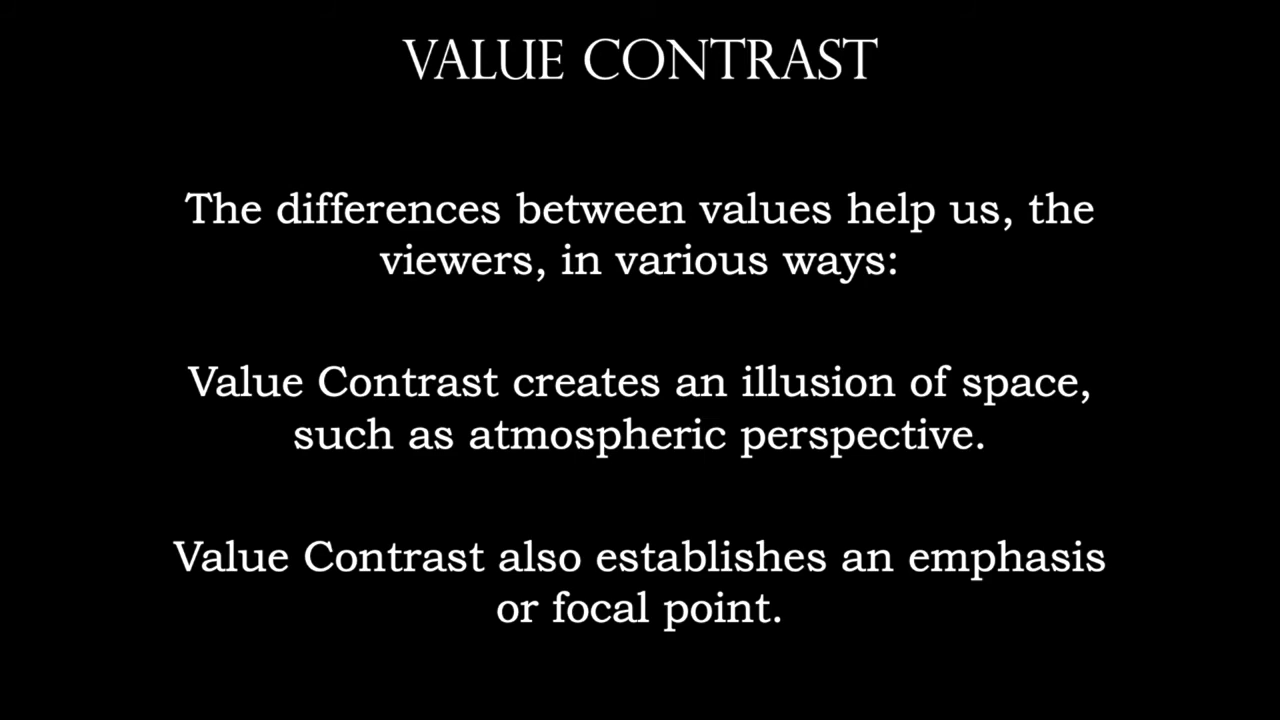 VALUE CONTRAST
The differences between values help us, the
viewers, in various ways:
Value Contrast creates an illusion of space,
such as atmospheric perspective.
Value Contrast also establishes an emphasis
or focal point.